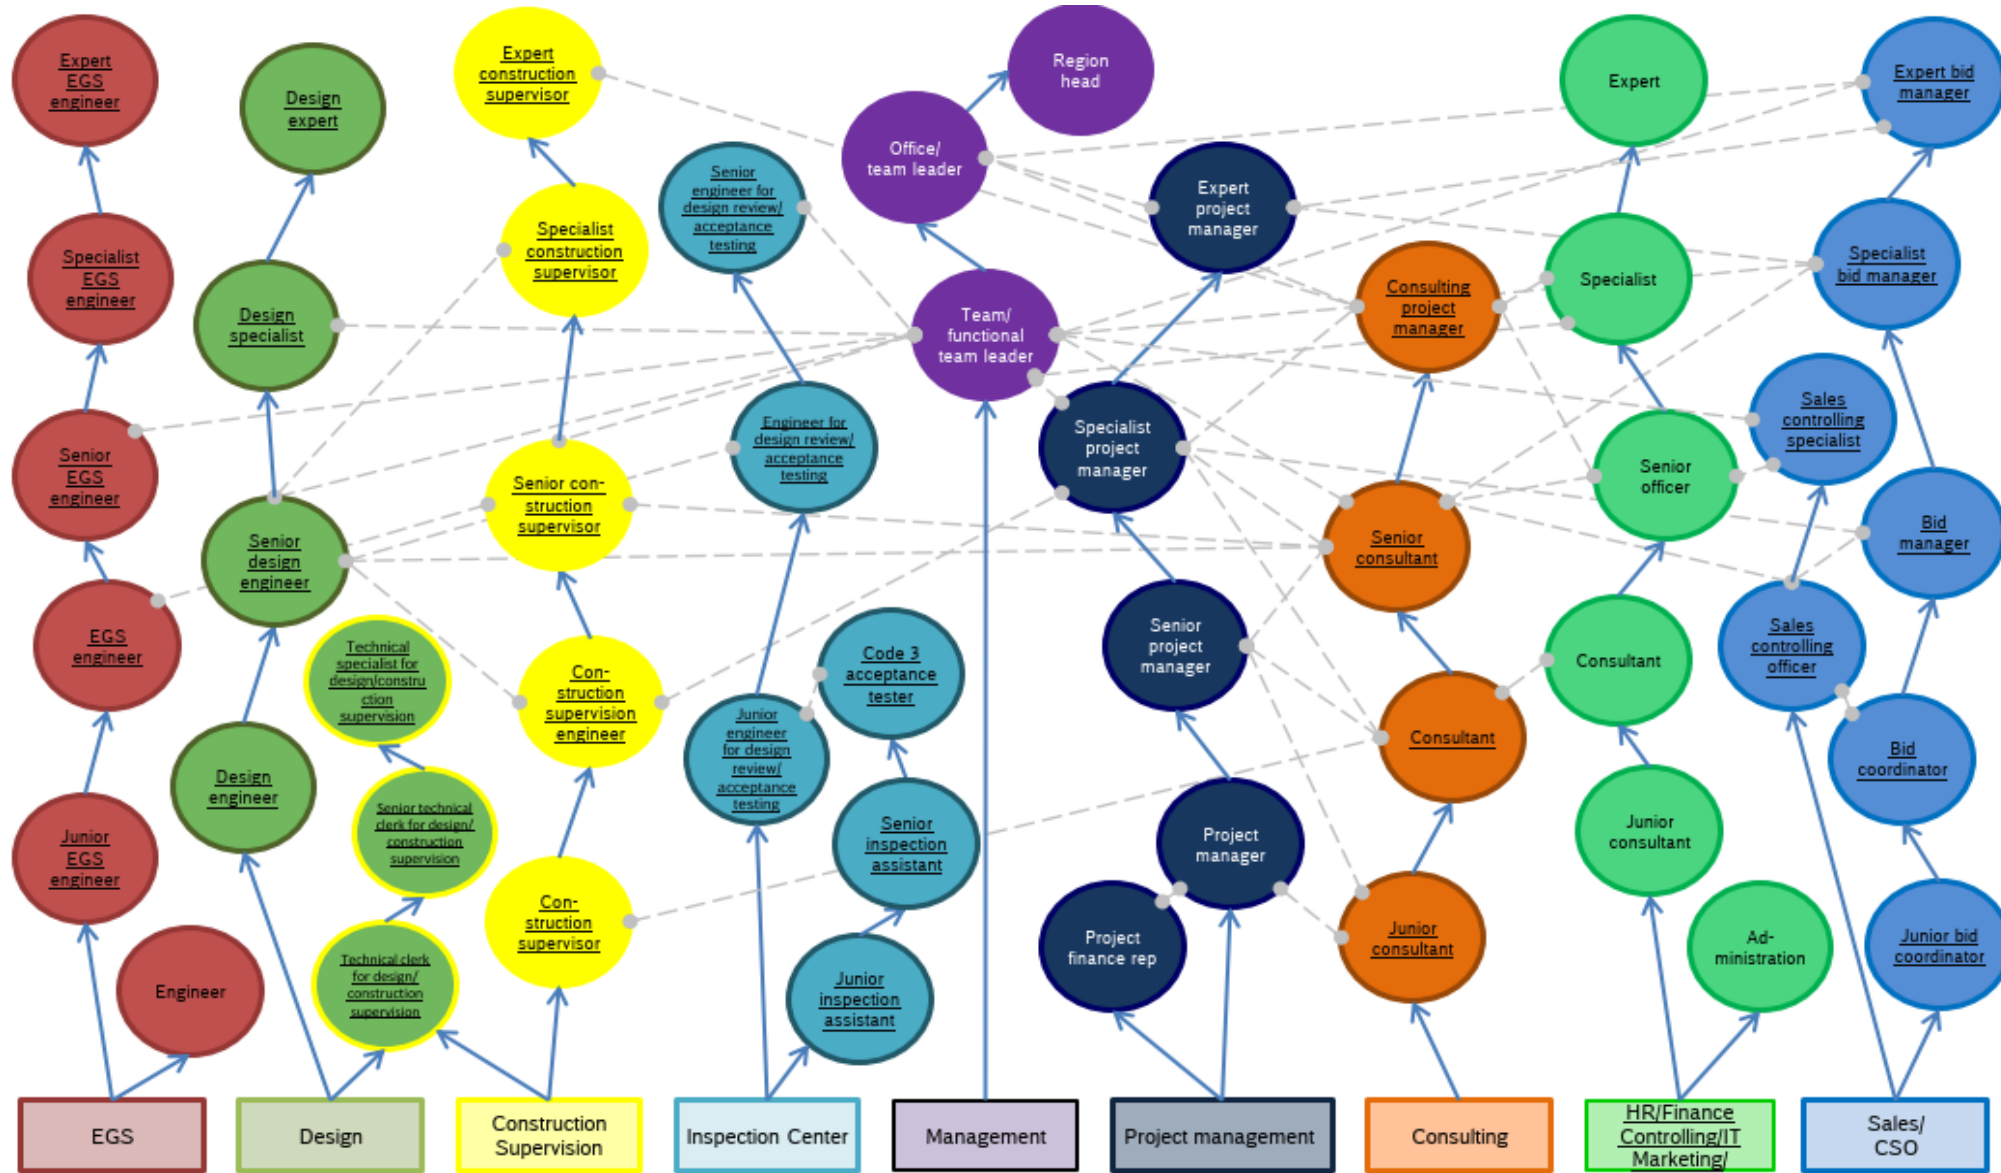 Expert
EGS
engineer
Specialist
EGS
engineer
Senior
EGS
engineer
EGS
engineer
Junior
EGS
engineer
Engineer
Design
expert
Design
specialist
Senior
design
engineer
Design
engineer
Technical
specialist for
design/constru
ction
supervision
Senior technical
clerk for design/
construction
supervision
Technical clerk
for design/
construction
supervision
Expert
construction
supervisor
Specialist
construction
supervisor
Senior con-
struction
supervisor
Con-
struction
supervision
engineer
Con-
struction
supervisor
Senior
engineer for
design review/
acceptance
testing
Engineer for
design review/
acceptance
testing
Junior
engineer
for design
review/
acceptance
testing
Code 3
acceptance
tester
Senior
inspection
assistant
Junior
inspection
assistant
Region
head
Office/
team leader
Team/
functional
team leader
Expert
project
manager
Specialist
project
manager
Senior
project
manager
Project
manager
Project
finance rep
Consulting
project
manager
Senior
consultant
Consultant
Junior
consultant
Expert
Specialist
Senior
officer
Consultant
Junior
consultant
Ad-
ministration
Expert bid
manager
Specialist
bid manager
Sales
controlling
specialist
Bid
manager
Sales
controlling
officer
Bid
coordinator
Junior bid
coordinator
EGS
Design
Construction
Supervision
Inspection Center
Management
Project management
Consulting
HR/Finance
Controlling/IT
Marketing/
Sales/
CSO